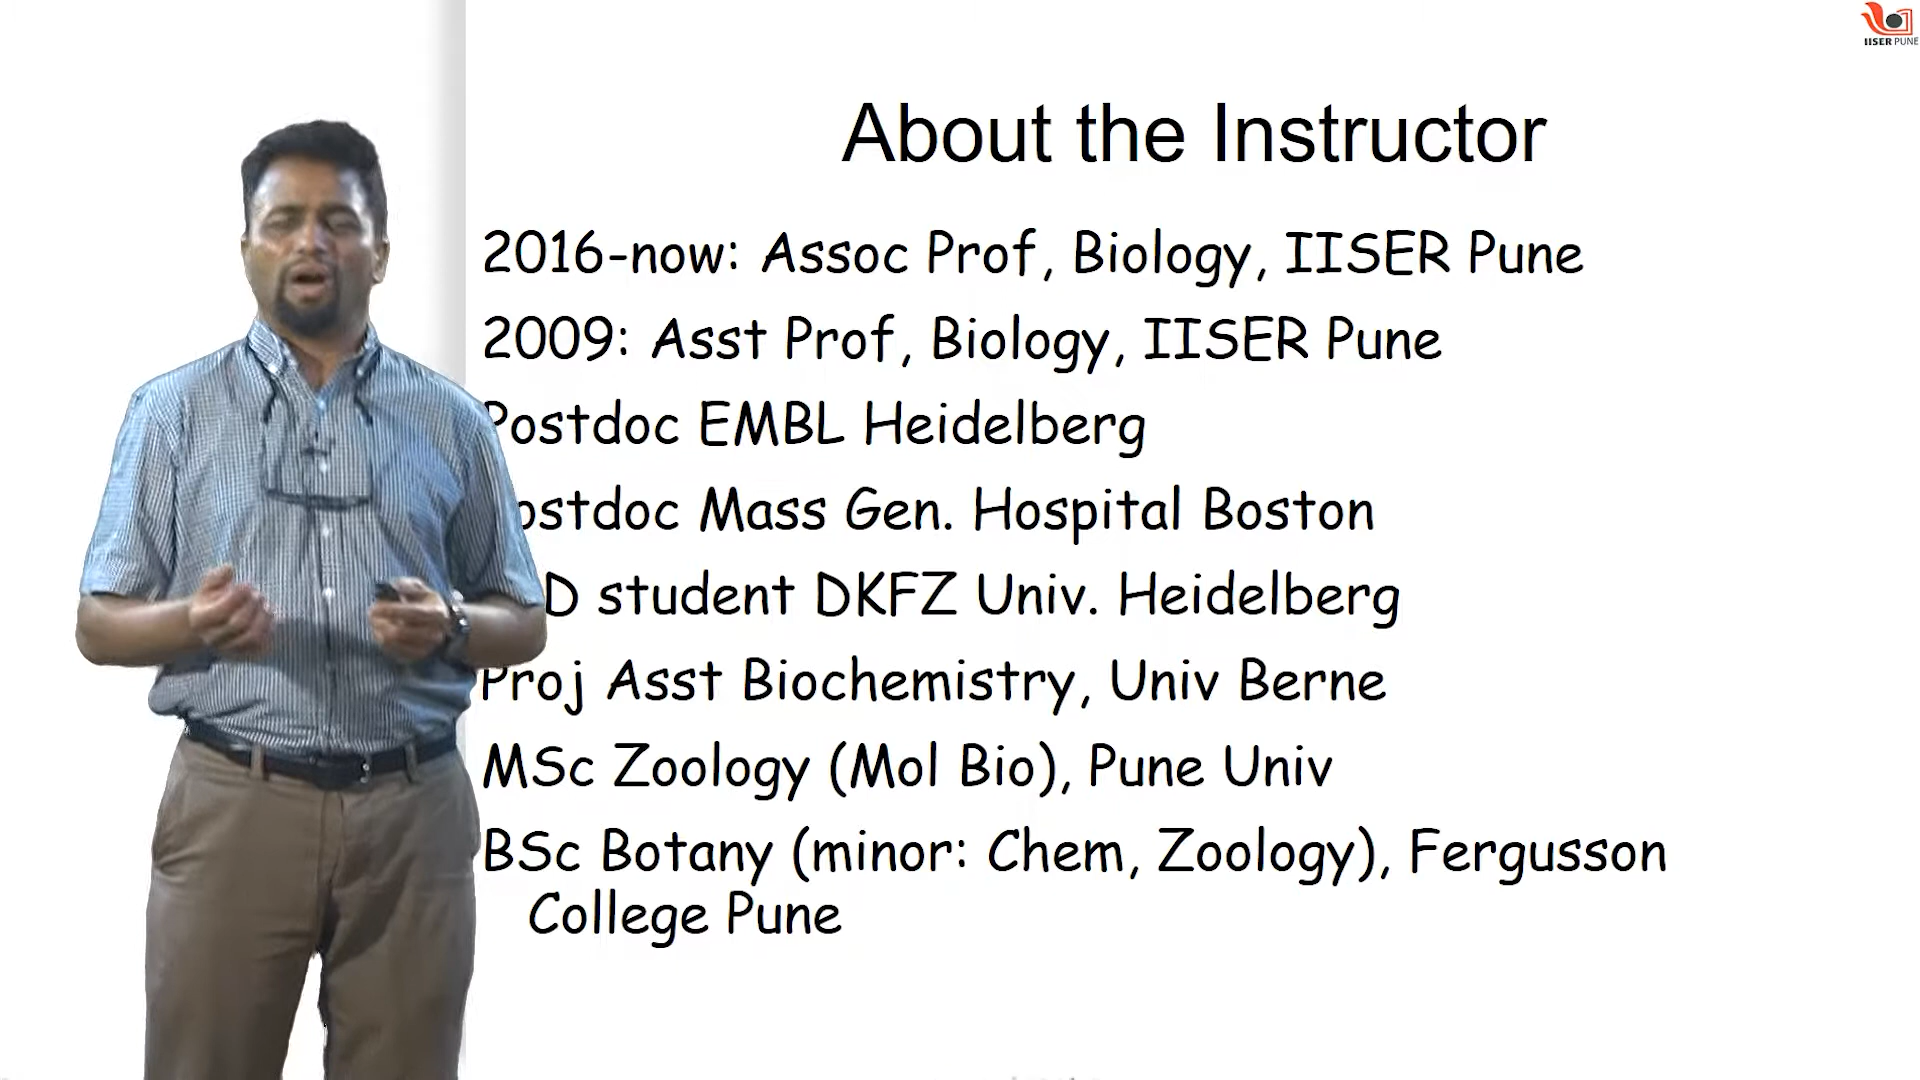 IISER PUNE
About the Instructor
2016-now: Assoc Prof, Biology, IISER Pune
2009: Asst Prof, Biology, IISER Pune
Postdoc EMBL Heidelberg
ostdoc Mass Gen. Hospital Boston
D student DKFZ Univ. Heidelberg
Proj Asst Biochemistry, Univ Berne
MSc Zoology (Mol Bio), Pune Univ
BSc Botany (minor: Chem, Zoology), Fergusson
College Pune